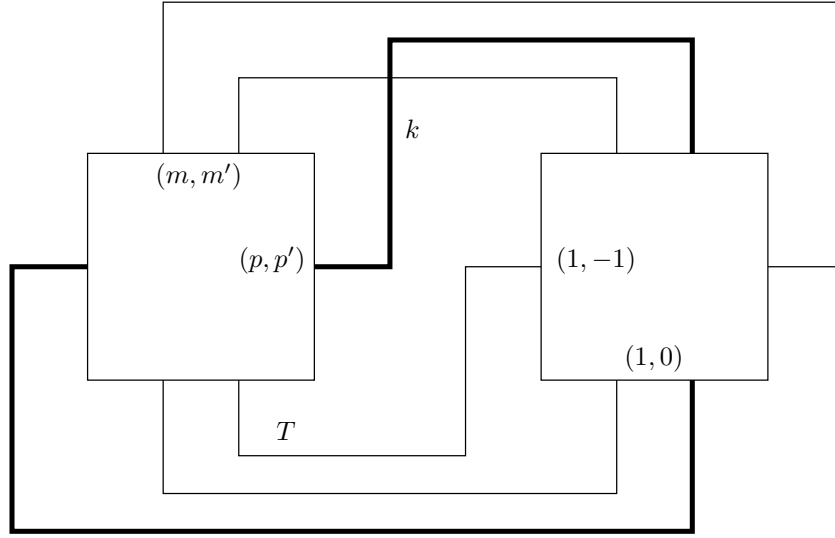 k
(m, m′)
(p, p′)
(1, −1)
(1, 0)
T